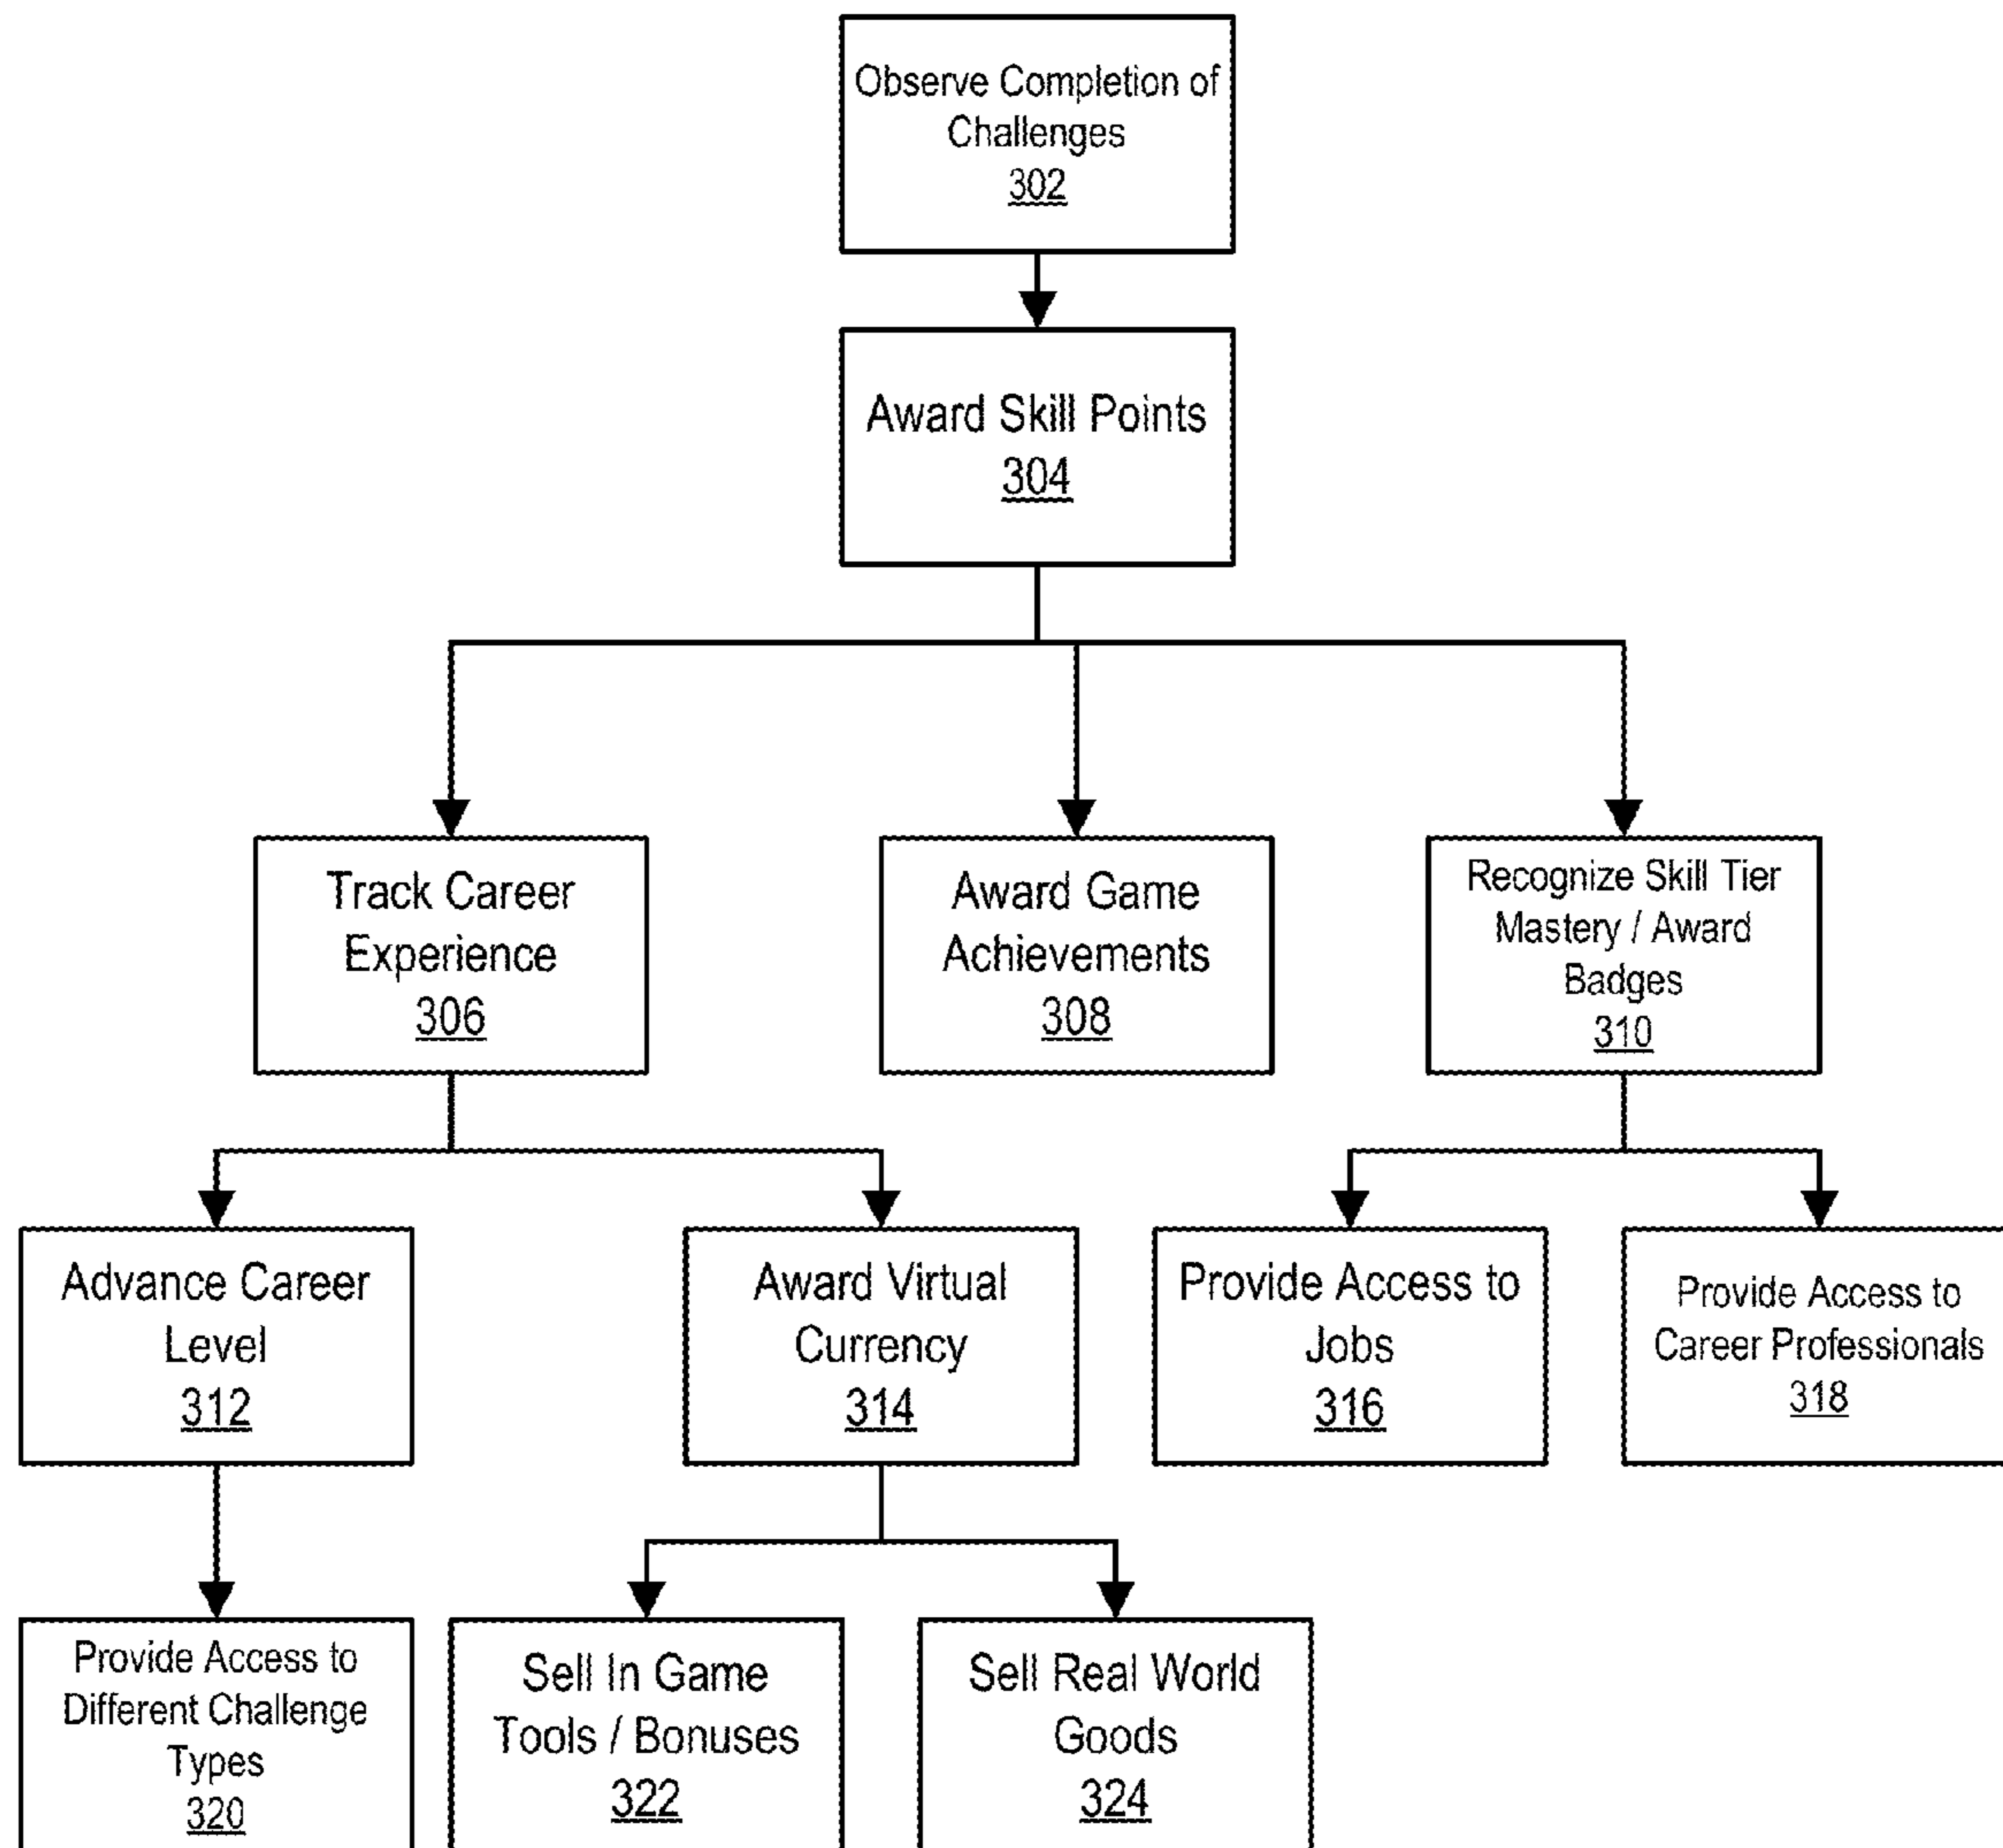 Observe Completion of
Challenges
302
Award Skill Points
304
Track Career
Experience
306
Award Game
Achievements
308
Recognize Skill Tier
Mastery / Award
Badges
310
Advance Career
Level
312
Award Virtual
Currency
314
Provide Access to
Jobs
316
Provide Access to
Career Professionals
318
Provide Access to
Different Challenge
Types
320
Sell In Game
Tools / Bonuses
322
Sell Real World
Goods
324